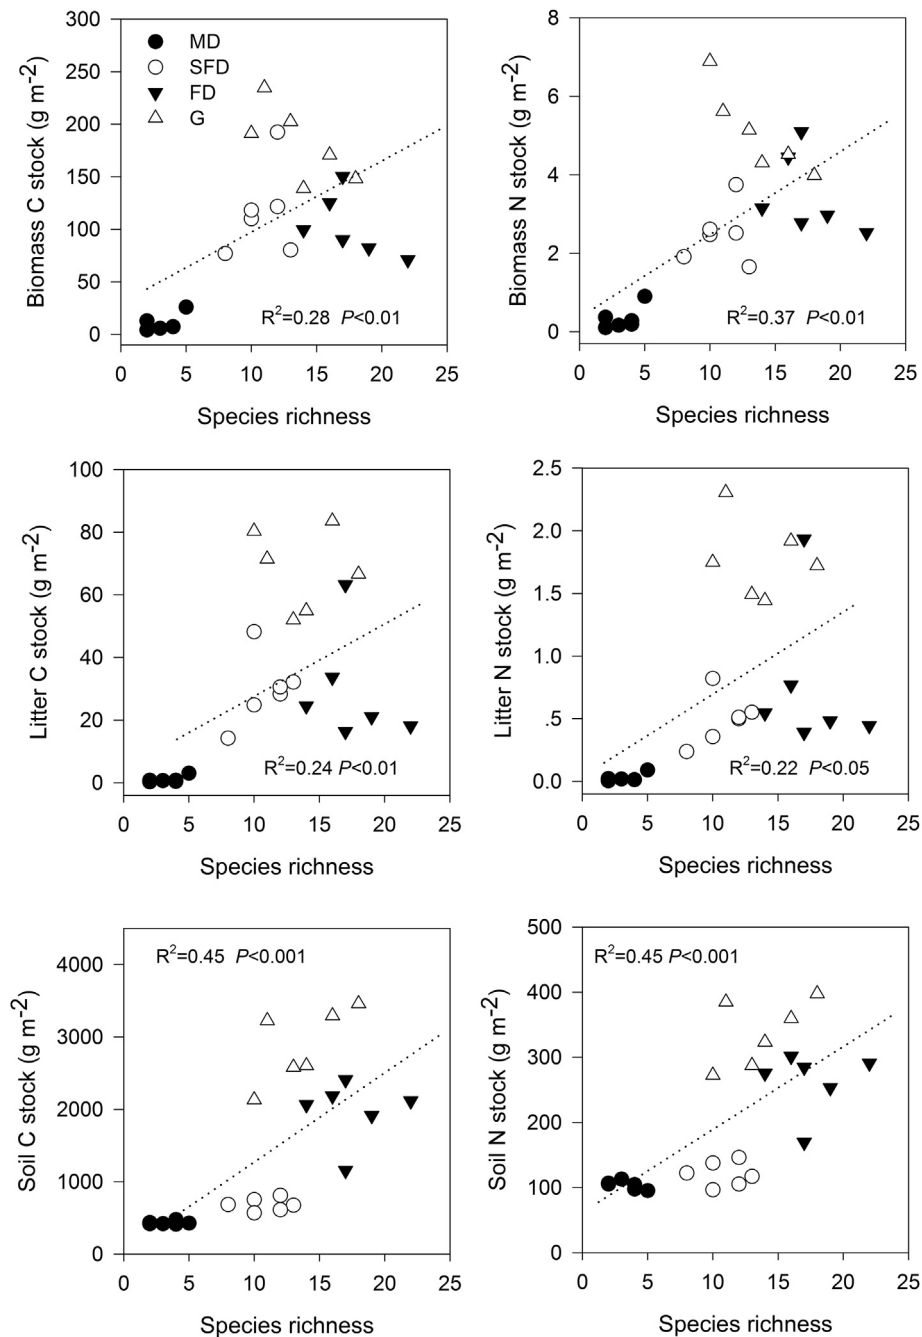 Biomass C stock (g m⁻²)
300
250
200
150
100
50
0
MD
SFD
FD
G
R²=0.28 P<0.01
0 5 10 15 20 25
Species richness
Biomass N stock (g m⁻²)
8
6
4
2
0
R²=0.37 P<0.01
0 5 10 15 20 25
Species richness
Litter C stock (g m⁻²)
100
80
60
40
20
0
R²=0.24 P<0.01
0 5 10 15 20 25
Species richness
Litter N stock (g m⁻²)
2.5
2.0
1.5
1.0
.5
0.0
R²=0.22 P<0.05
0 5 10 15 20 25
Species richness
Soil C stock (g m⁻²)
4000
3000
2000
1000
0
R²=0.45 P<0.001
0 5 10 15 20 25
Species richness
Soil N stock (g m⁻²)
500
400
300
200
100
0
R²=0.45 P<0.001
0 5 10 15 20 25
Species richness